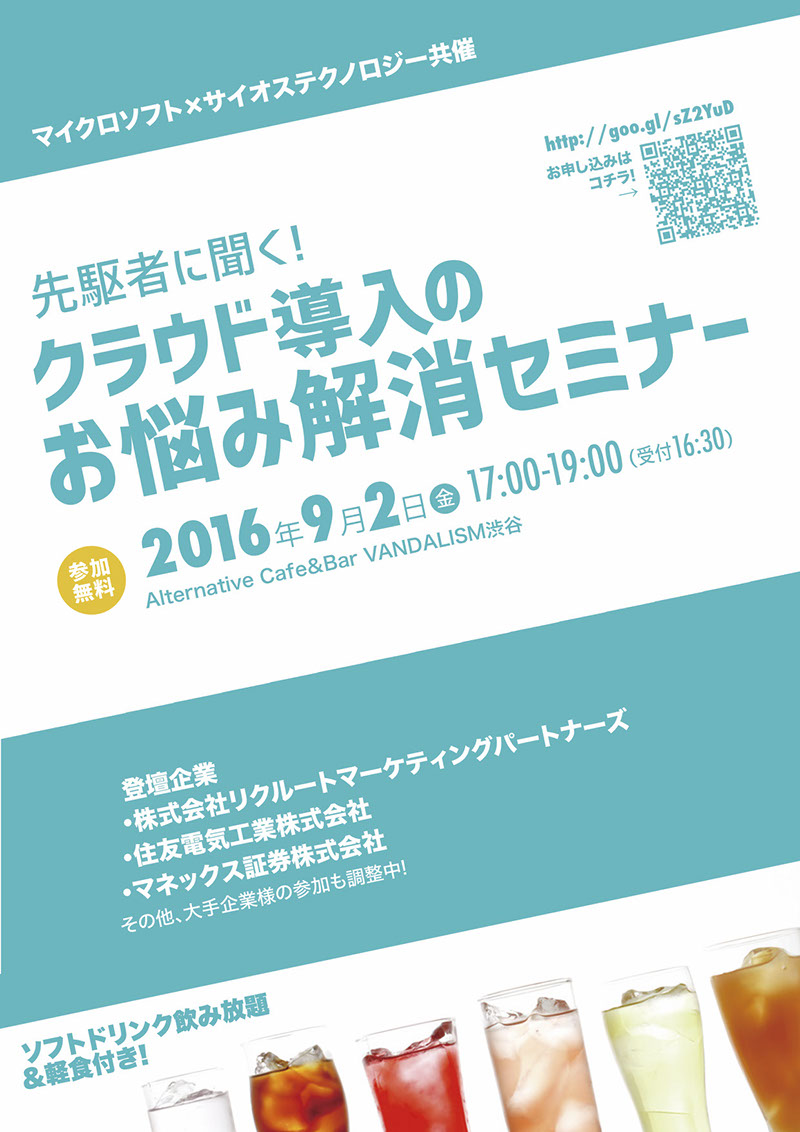 マイクロソフト×サイオステクノロジー共催
http://goo.gl/sZ2YuD
お申し込みは
コチラ!
→
先駆者に聞く!
クラウド導入の
お悩み解消セミナー
2016年9月2日金 17:00-19:00 (受付16:30)
参加
無料
Alternative Cafe&Bar VANDALISM渋谷
登壇企業
・株式会社リクルートマーケティングパートナーズ
・住友電気工業株式会社
・マネックス証券株式会社
その他、大手企業様の参加も調整中!
ソフトドリンク飲み放題
&軽食付き!